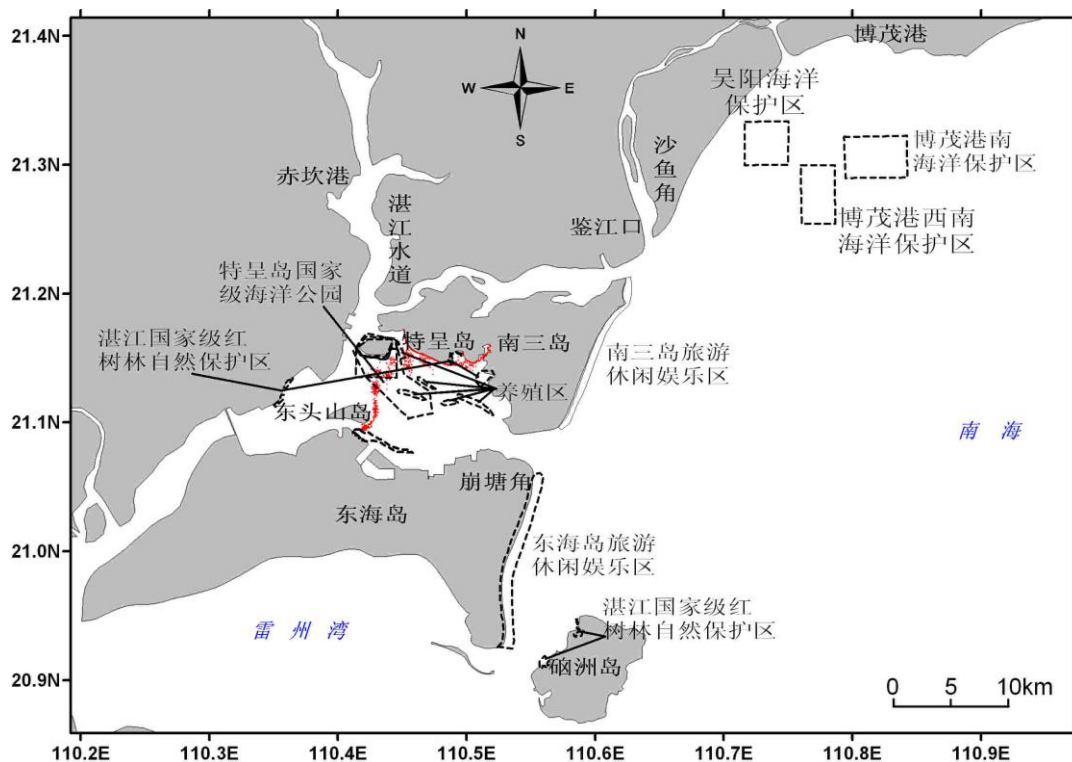 21.4N
21.3N
21.2N
21.1N
21.0N
20.9N
110.2E
110.3E
110.4E
110.5E
110.6E
110.7E
110.8E
110.9E
N
W
E
S
博茂港
吴阳海洋
保护区
沙鱼角
博茂港南
海洋保护区
博茂港西南
海洋保护区
赤坎港
湛江水道
鉴江口
特呈岛国家
级海洋公园
湛江国家级红
树林自然保护区
特呈岛
南三岛
南三岛旅游
休闲娱乐区
养殖区
东头山岛
南 海
崩塘角
东海岛
东海岛旅游
休闲娱乐区
湛江国家级红
树林自然保护区
雷 州 湾
硇洲岛
0 5 10km